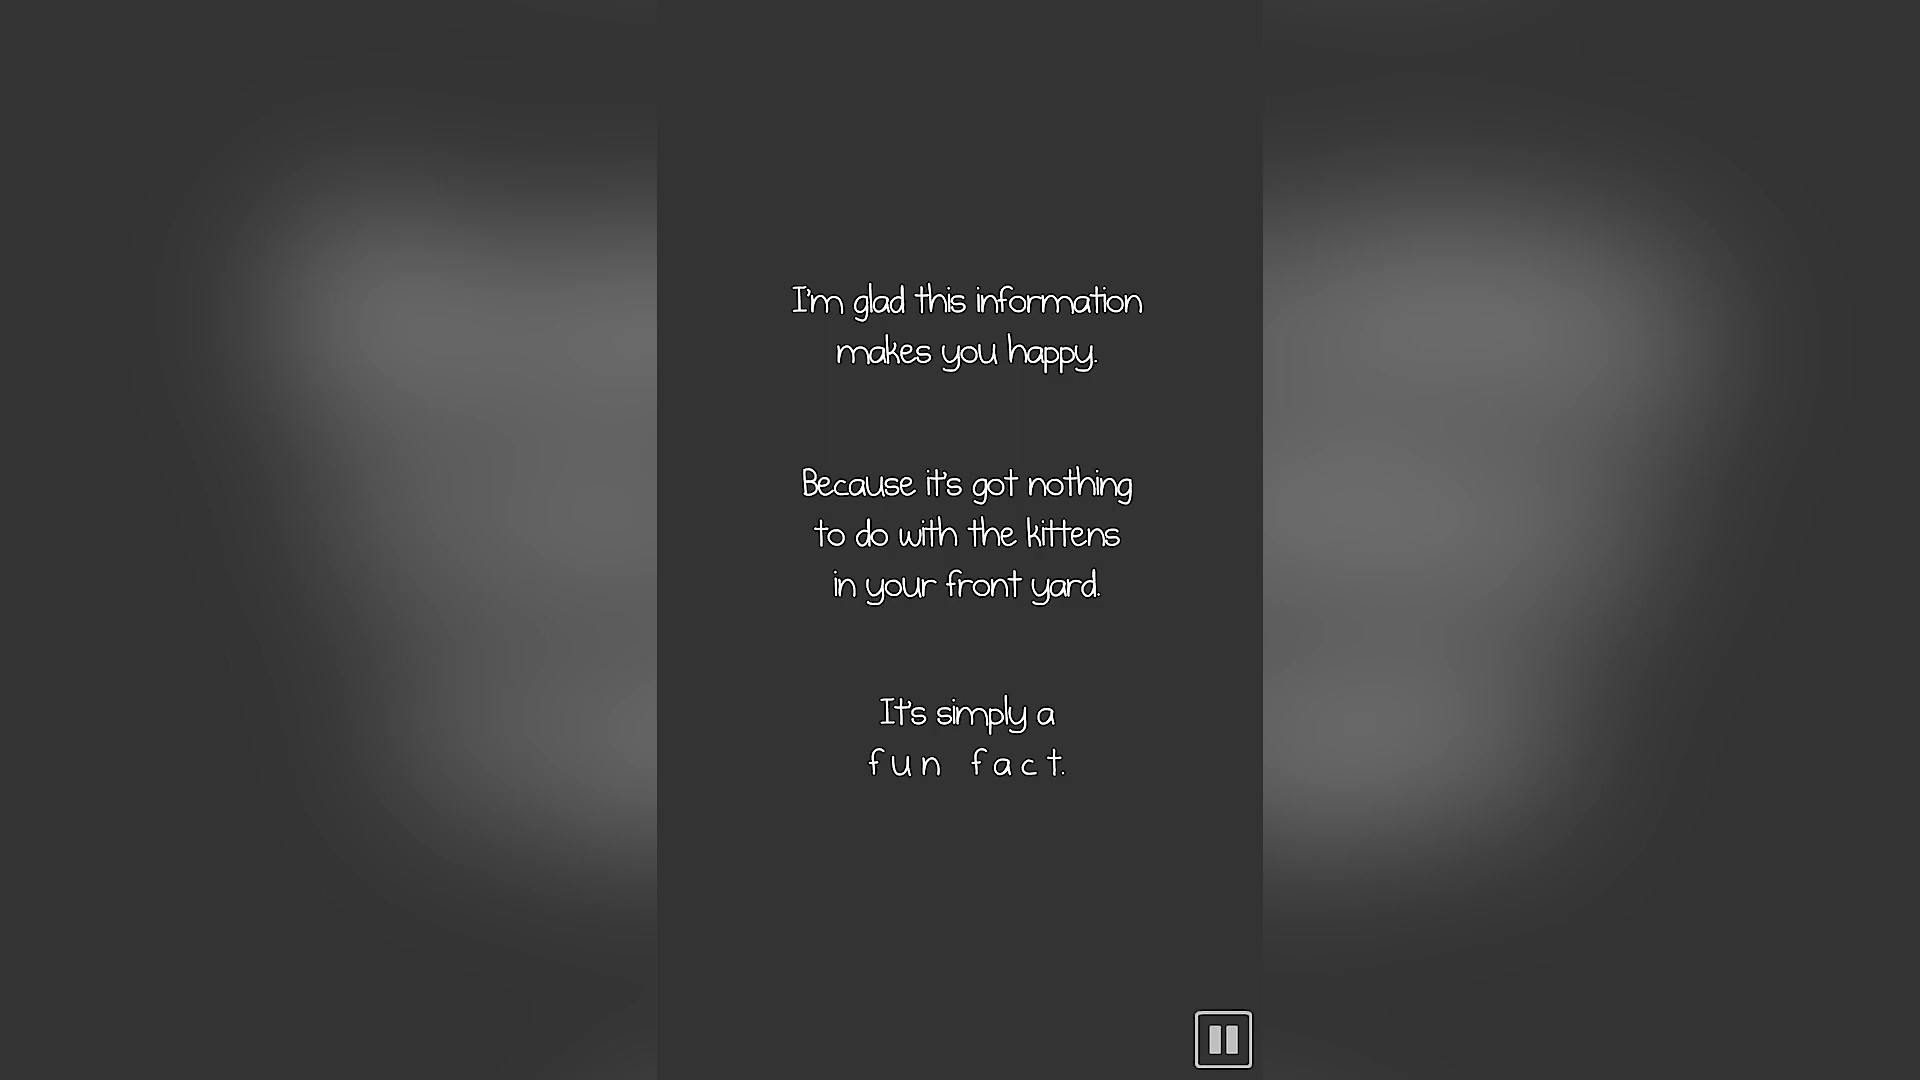 I'm glad this information
makes you happy.
Because it's got nothing
to do with the kittens
in your front yard.
It's simply a
fun fact.